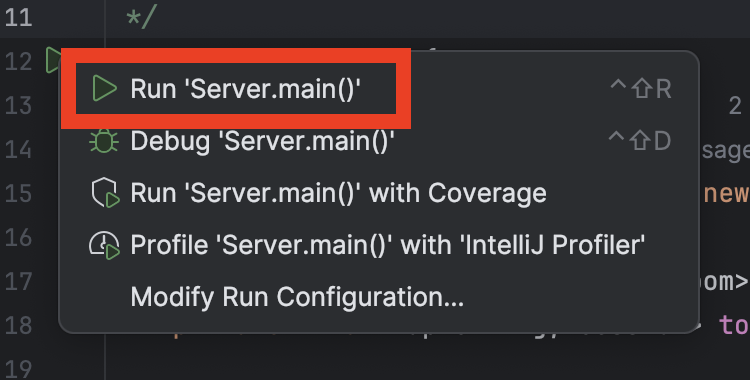 11 */
12
Run 'Server.main()' ⌃⇧R
13 2
Debug 'Server.main()' ⌃⇧D
14 sage
15 new
Run 'Server.main()' with Coverage
16
Profile 'Server.main()' with 'IntelliJ Profiler'
17 oom>
Modify Run Configuration...
18 to
19